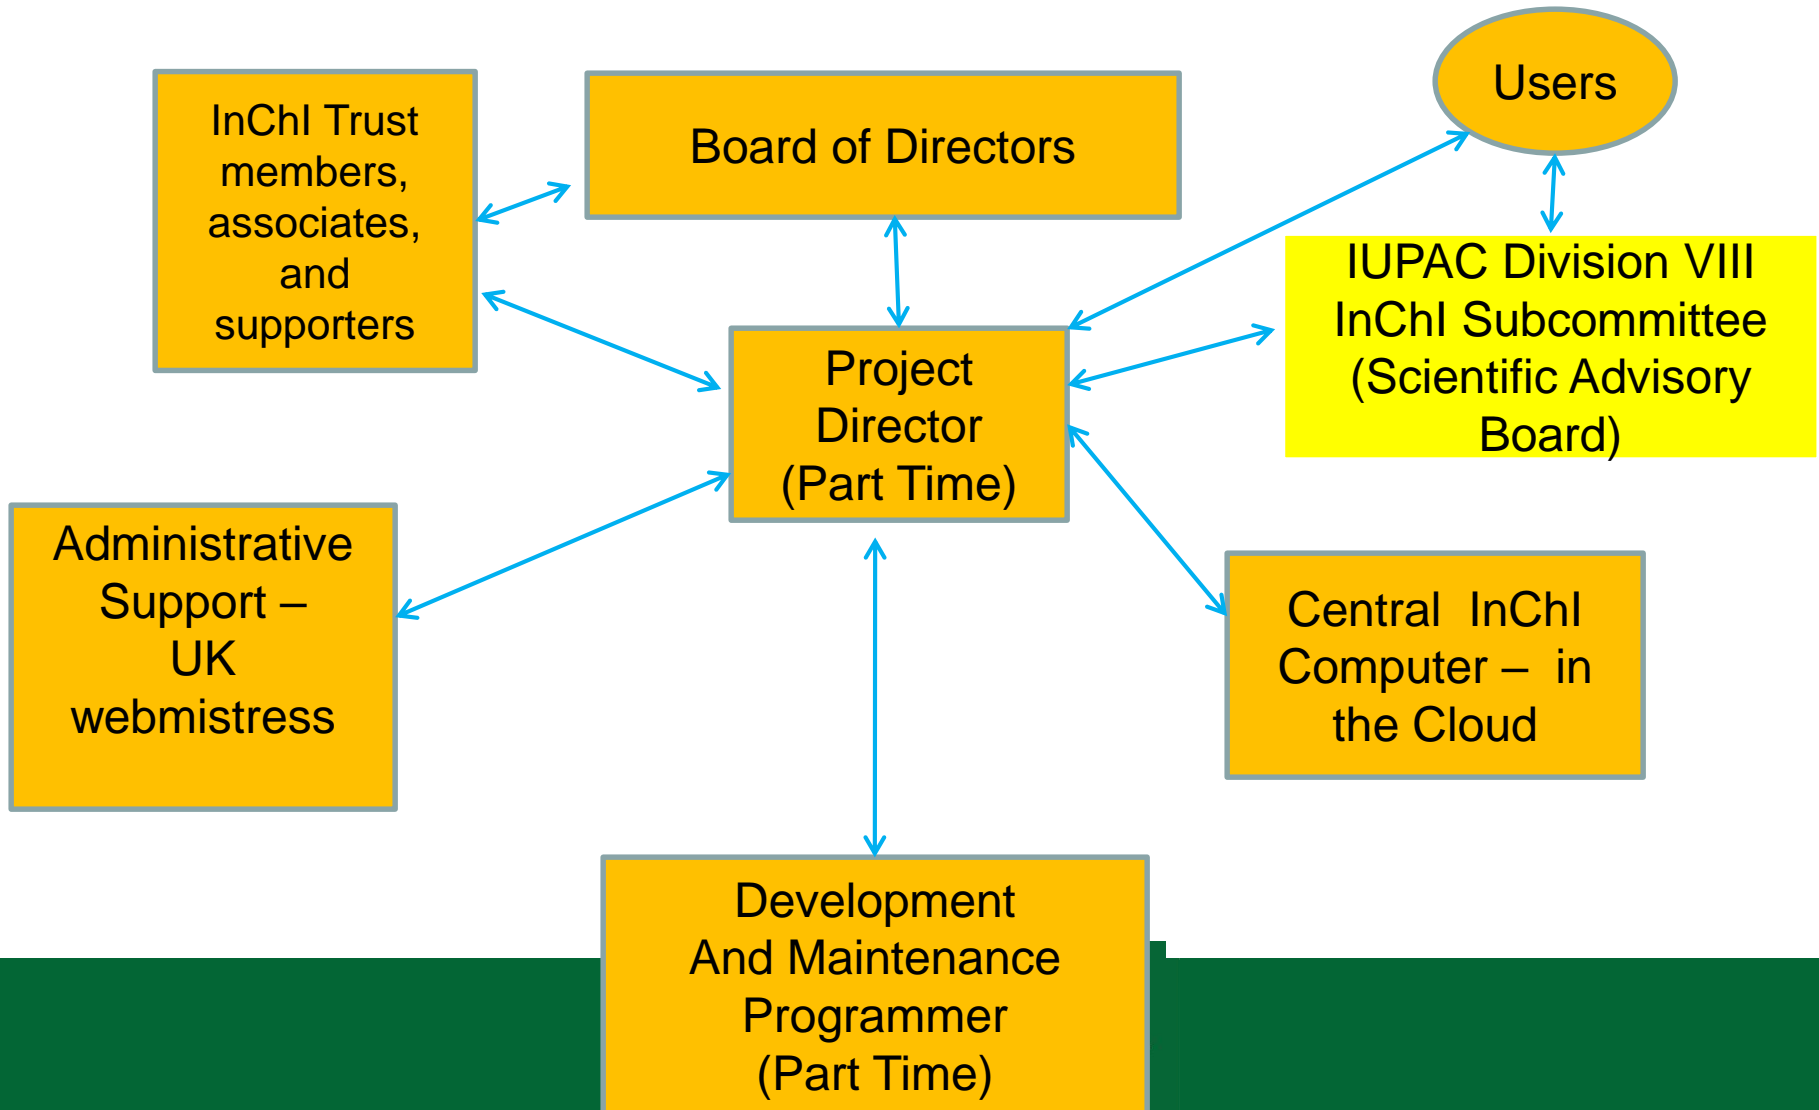 InChI Trust
members,
associates,
and
supporters
Board of Directors
Users
IUPAC Division VIII
InChI Subcommittee
(Scientific Advisory
Board)
Project
Director
(Part Time)
Administrative
Support –
UK
webmistress
Central InChI
Computer – in
the Cloud
Development
And Maintenance
Programmer
(Part Time)